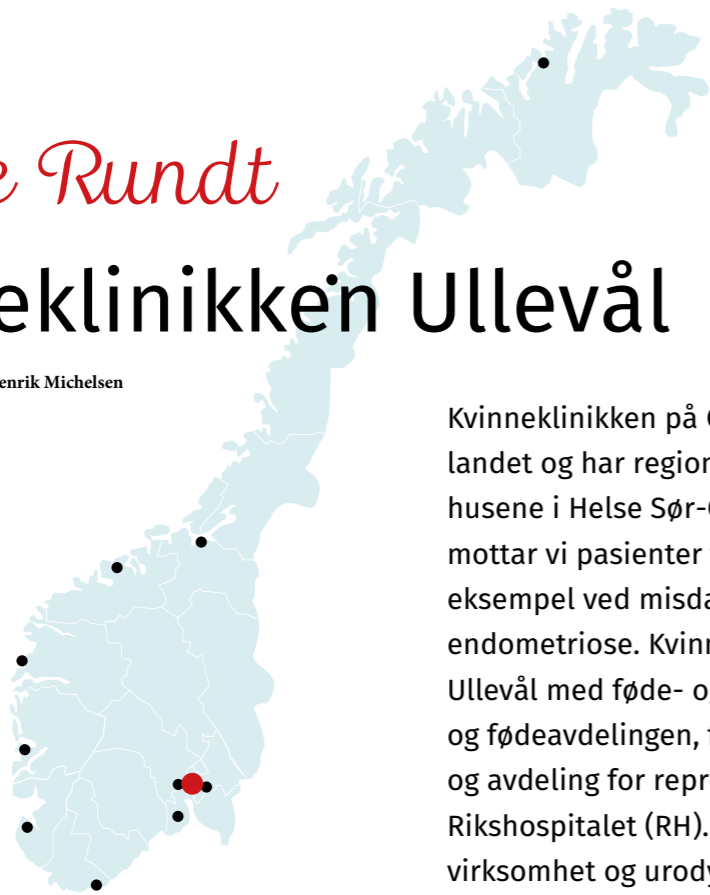 e Rundt
eklinikken Ullevål
enrik Michelsen
Kvinneklinikken på
landet og har region
husene i Helse Sør-
mottar vi pasienter
eksempel ved misda
endometriose. Kvinn
Ullevål med føde- o
og fødeavdelingen,
og avdeling for repr
Rikshospitalet (RH).
virksomhet og urody